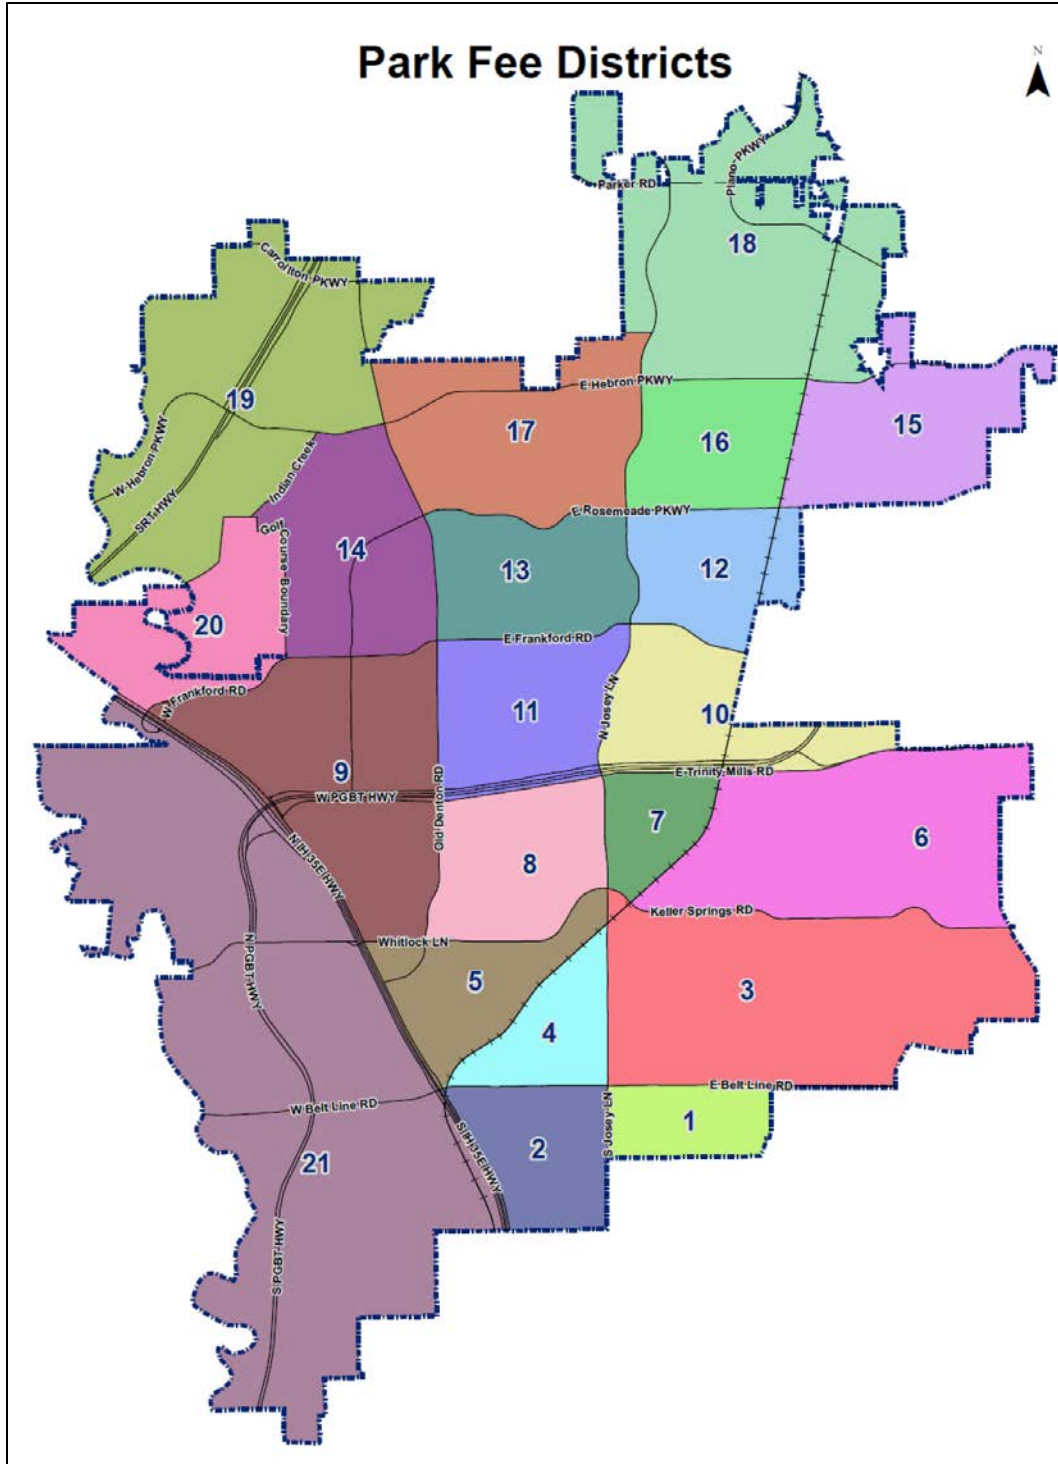 Park Fee Districts
N
Plano PKWY
Parker RD
18
Carrollton PKWY
E Hebron PKWY
19
17
16
15
W Hebron PKWY
Indian Creek
SRT HWY
E Rosemeade PKWY
Golf Course Boundary
14
13
12
20
E Frankford RD
W Frankford RD
N Josey LN
11
10
9
E Trinity Mills RD
W PGBT HWY
Old Denton RD
7
6
8
N IH 35E HWY
Keller Springs RD
Whitlock LN
N PGBT HWY
5
3
4
E Belt Line RD
W Belt Line RD
1
S Josey LN
2
S IH 35E HWY
21
S PGBT HWY